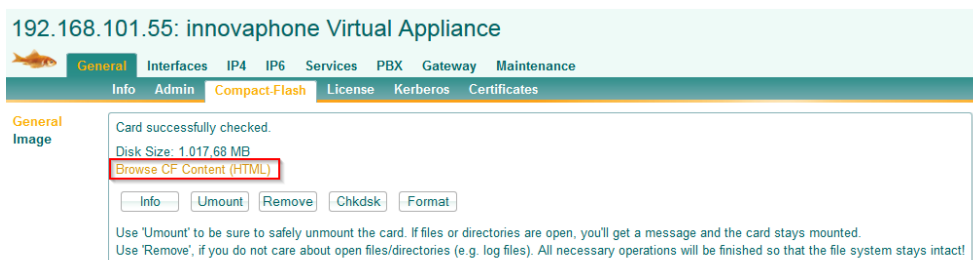 192.168.101.55: innovaphone Virtual Appliance
General Interfaces IP4 IP6 Services PBX Gateway Maintenance
Info Admin Compact-Flash License Kerberos Certificates
General
Image
Card successfully checked.
Disk Size: 1.017,68 MB
Browse CF Content (HTML)
Info Umount Remove Chkdsk Format
Use 'Umount' to be sure to safely unmount the card. If files or directories are open, you'll get a message and the card stays mounted.
Use 'Remove', if you do not care about open files/directories (e.g. log files). All necessary operations will be finished so that the file system stays intact!